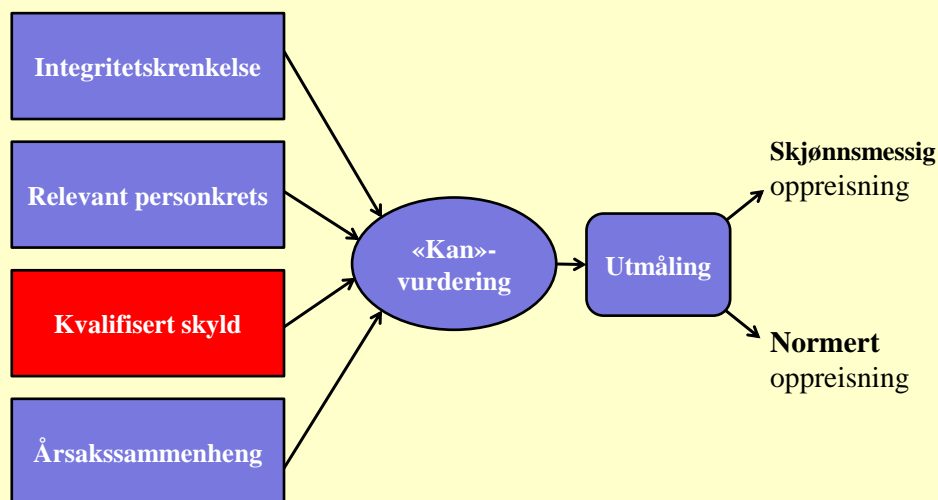 Integritetskrenkelse
Relevant personkrets
Kvalifisert skyld
Årsakssammenheng
«Kan»-
vurdering
Utmåling
Skjønnsmessig
oppreisning
Normert
oppreisning